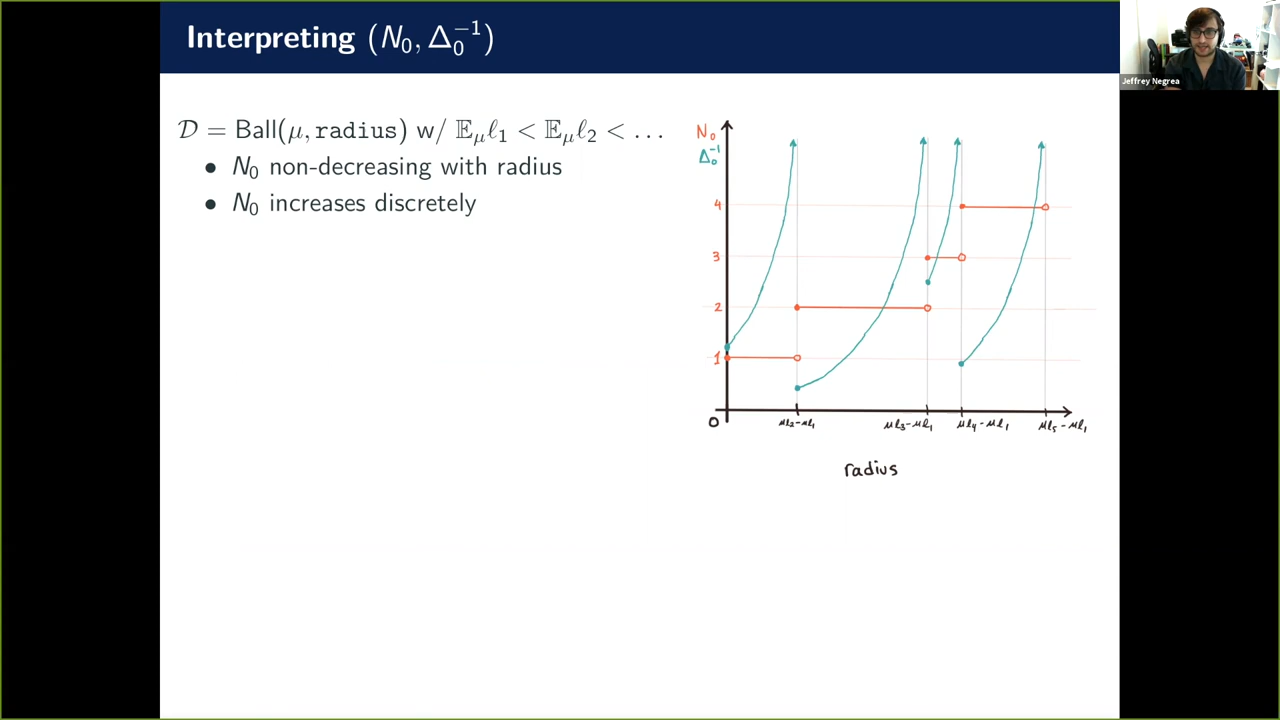 Interpreting (N₀, Δ₀⁻¹)
Jeffrey Negrea
𝒟 = Ball(μ, radius) w/ 𝔼_μℓ₁ < 𝔼_μℓ₂ < …
• N₀ non-decreasing with radius
• N₀ increases discretely
N₀
Δ₀⁻¹
4
3
2
1
0
μℓ₂-μℓ₁ μℓ₃-μℓ₁ μℓ₄-μℓ₁ μℓ₅-μℓ₁
radius